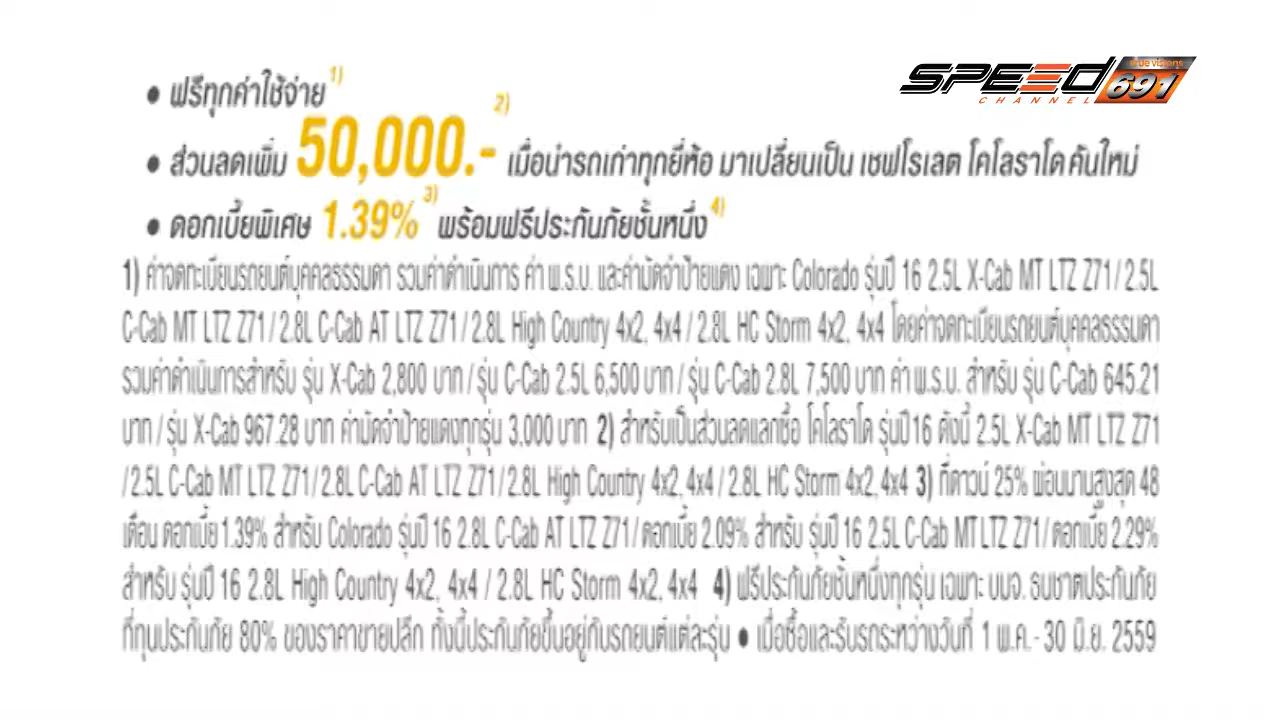 SPEED
CHANNEL
true visions
691
• ฟรีทุกค่าใช้จ่าย 1)
• ส่วนลดเพิ่ม 50,000.- 2) เมื่อนำรถเก่าทุกยี่ห้อ มาเปลี่ยนเป็น เชฟโรเลต โคโลราโด คันใหม่
• ดอกเบี้ยพิเศษ 1.39% 3) พร้อมฟรีประกันภัยชั้นหนึ่ง 4)
1) ค่าจดทะเบียนรถยนต์บุคคลธรรมดา รวมค่าดำเนินการ ค่า พ.ร.บ. และค่ามัดจำป้ายแดง เฉพาะ Colorado รุ่นปี 16 2.5L X-Cab MT LTZ Z71 / 2.5L
C-Cab MT LTZ Z71 / 2.8L C-Cab AT LTZ Z71 / 2.8L High Country 4x2, 4x4 / 2.8L HC Storm 4x2, 4x4 โดยค่าจดทะเบียนรถยนต์บุคคลธรรมดา
รวมค่าดำเนินการสำหรับ รุ่น X-Cab 2,800 บาท / รุ่น C-Cab 2.5L 6,500 บาท / รุ่น C-Cab 2.8L 7,500 บาท ค่า พ.ร.บ. สำหรับ รุ่น C-Cab 645.21
บาท / รุ่น X-Cab 967.28 บาท ค่ามัดจำป้ายแดงทุกรุ่น 3,000 บาท 2) สำหรับเป็นส่วนลดแลกซื้อ โคโลราโด รุ่นปี 16 ดังนี้ 2.5L X-Cab MT LTZ Z71
/ 2.5L C-Cab MT LTZ Z71 / 2.8L C-Cab AT LTZ Z71 / 2.8L High Country 4x2, 4x4 / 2.8L HC Storm 4x2, 4x4 3) ที่ดาวน์ 25% ผ่อนนานสูงสุด 48
เดือน ดอกเบี้ย 1.39% สำหรับ Colorado รุ่นปี 16 2.8L C-Cab AT LTZ Z71 / ดอกเบี้ย 2.09% สำหรับ รุ่นปี 16 2.5L C-Cab MT LTZ Z71 / ดอกเบี้ย 2.29%
สำหรับ รุ่นปี 16 2.8L High Country 4x2, 4x4 / 2.8L HC Storm 4x2, 4x4 4) ฟรีประกันภัยชั้นหนึ่งทุกรุ่น เฉพาะ บมจ. ธนชาตประกันภัย
ที่ทุนประกันภัย 80% ของราคาขายปลีก ทั้งนี้ประกันภัยขึ้นอยู่กับรถยนต์แต่ละรุ่น • เมื่อซื้อและรับรถระหว่างวันที่ 1 พ.ค.- 30 มิ.ย. 2559